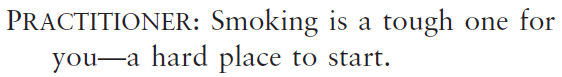 PRACTITIONER: Smoking is a tough one for
you—a hard place to start.